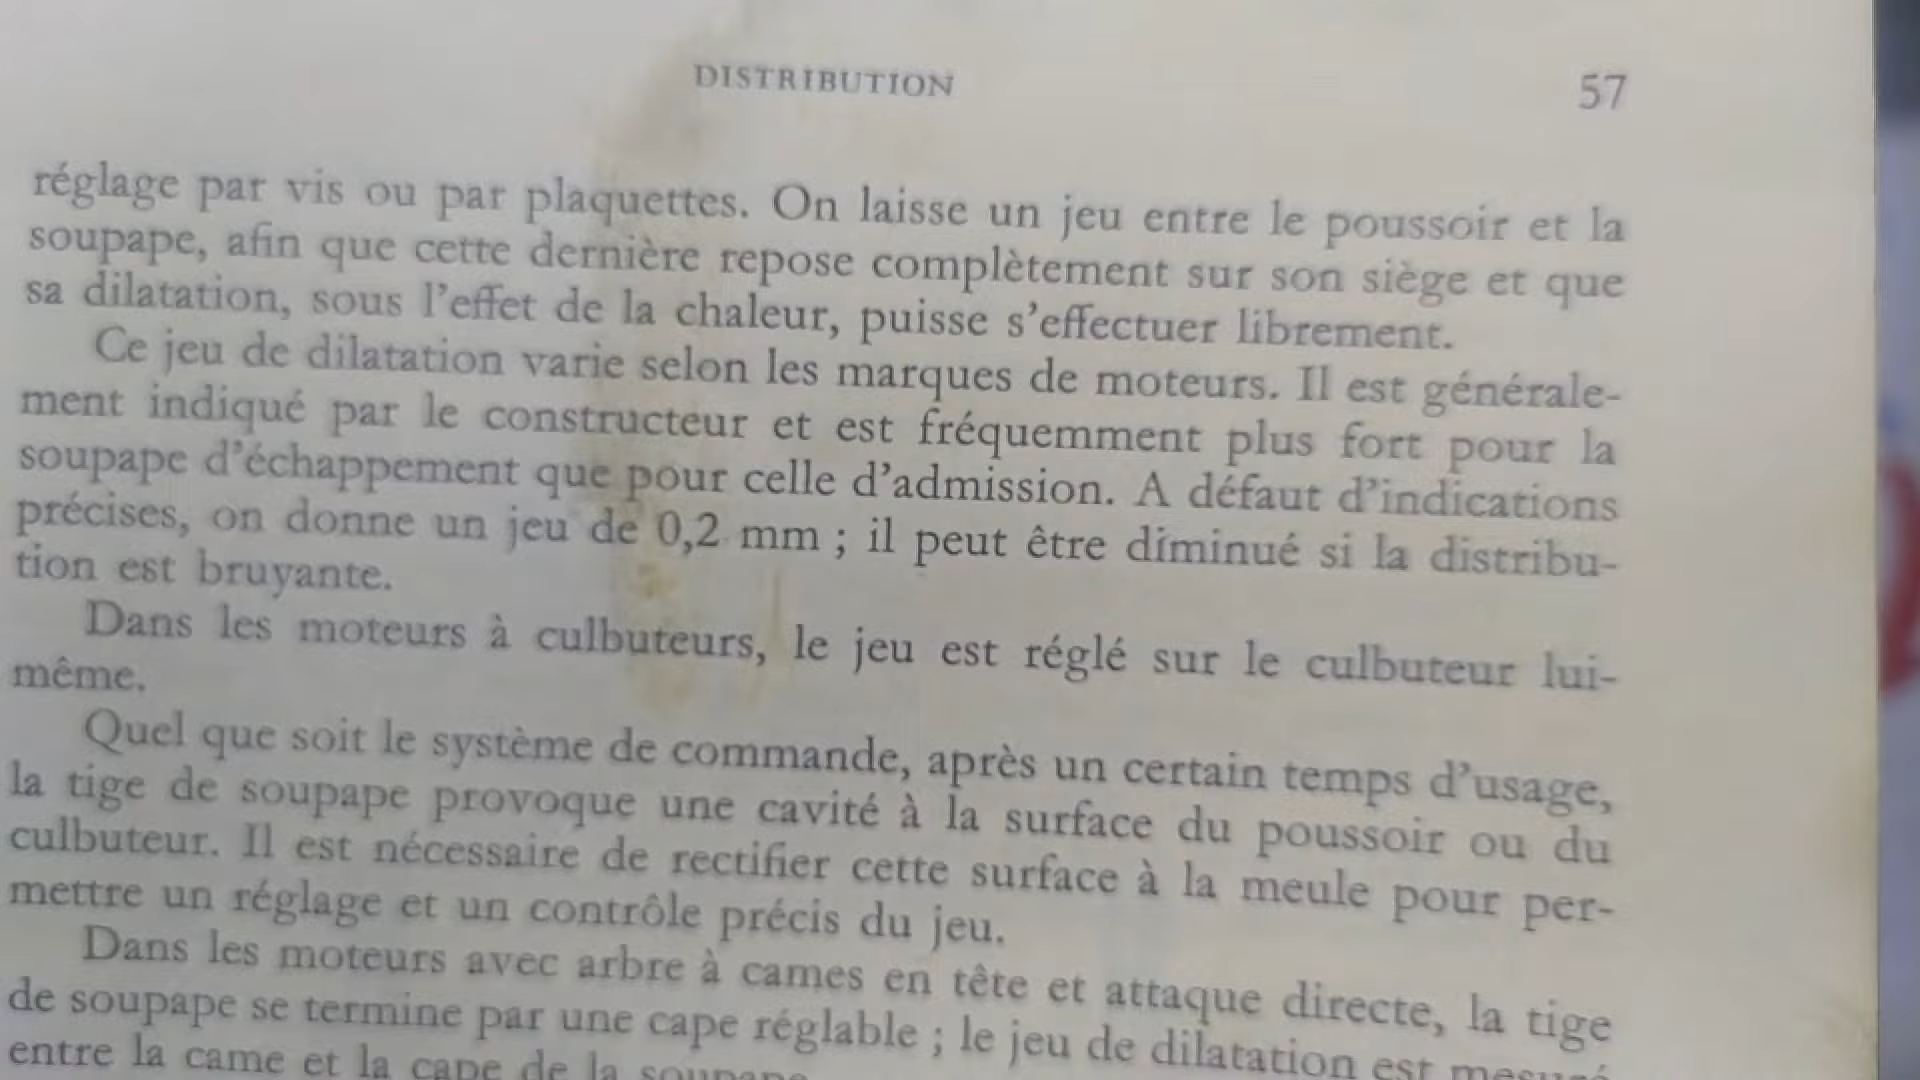 DISTRIBUTION 57
réglage par vis ou par plaquettes. On laisse un jeu entre le poussoir et la
soupape, afin que cette dernière repose complètement sur son siège et que
sa dilatation, sous l'effet de la chaleur, puisse s'effectuer librement.
Ce jeu de dilatation varie selon les marques de moteurs. Il est générale-
ment indiqué par le constructeur et est fréquemment plus fort pour la
soupape d'échappement que pour celle d'admission. A défaut d'indications
précises, on donne un jeu de 0,2 mm ; il peut être diminué si la distribu-
tion est bruyante.
Dans les moteurs à culbuteurs, le jeu est réglé sur le culbuteur lui-
même.
Quel que soit le système de commande, après un certain temps d'usage,
la tige de soupape provoque une cavité à la surface du poussoir ou du
culbuteur. Il est nécessaire de rectifier cette surface à la meule pour per-
mettre un réglage et un contrôle précis du jeu.
Dans les moteurs avec arbre à cames en tête et attaque directe, la tige
de soupape se termine par une cape réglable ; le jeu de dilatation est mesuré
entre la came et la cape de la soupape